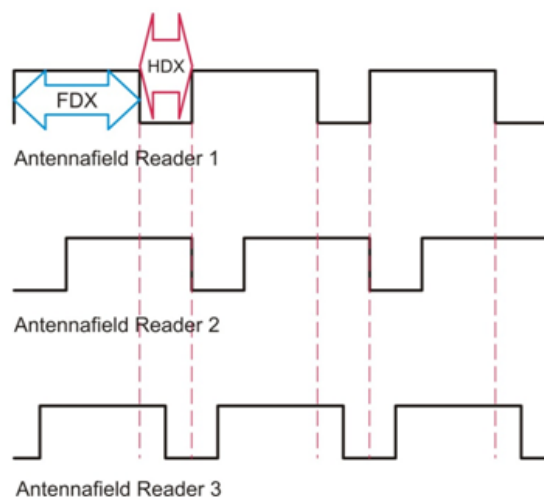 HDX
FDX
Antennafield Reader 1
Antennafield Reader 2
Antennafield Reader 3